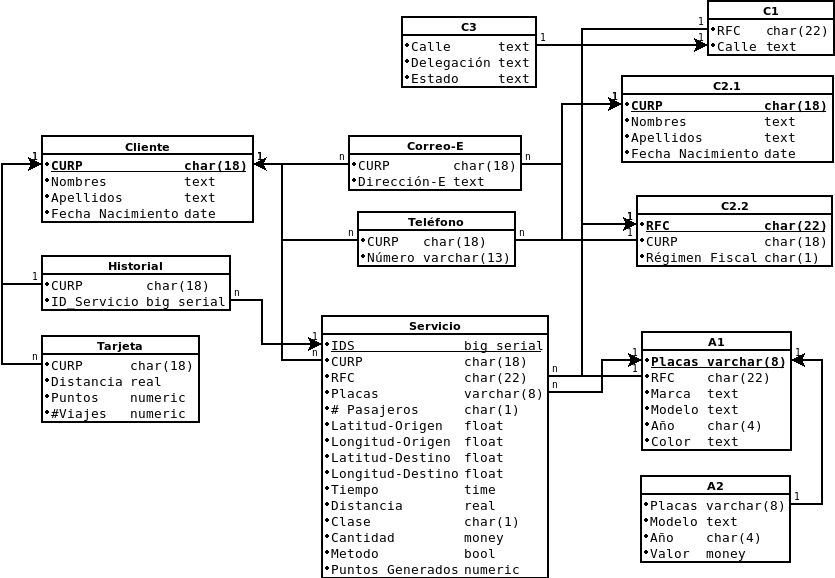 C3
Calle text
Delegación text
Estado text
1
C1
RFC char(22)
Calle text
1
1
C2.1
CURP char(18)
Nombres text
Apellidos text
Fecha Nacimiento date
1
Cliente
CURP char(18)
Nombres text
Apellidos text
Fecha Nacimiento date
1
1
Correo-E
CURP char(18)
Dirección-E text
n
n
Teléfono
CURP char(18)
Número varchar(13)
n
n
C2.2
RFC char(22)
CURP char(18)
Régimen Fiscal char(1)
1
1
Historial
CURP char(18)
ID_Servicio big serial
1
n
Tarjeta
CURP char(18)
Distancia real
Puntos numeric
#Viajes numeric
n
Servicio
IDS big serial
CURP char(18)
RFC char(22)
Placas varchar(8)
# Pasajeros char(1)
Latitud-Origen float
Longitud-Origen float
Latitud-Destino float
Longitud-Destino float
Tiempo time
Distancia real
Clase char(1)
Cantidad money
Metodo bool
Puntos Generados numeric
1
n
n
n
A1
Placas varchar(8)
RFC char(22)
Marca text
Modelo text
Año char(4)
Color text
1
1
1
A2
Placas varchar(8)
Modelo text
Año char(4)
Valor money
1